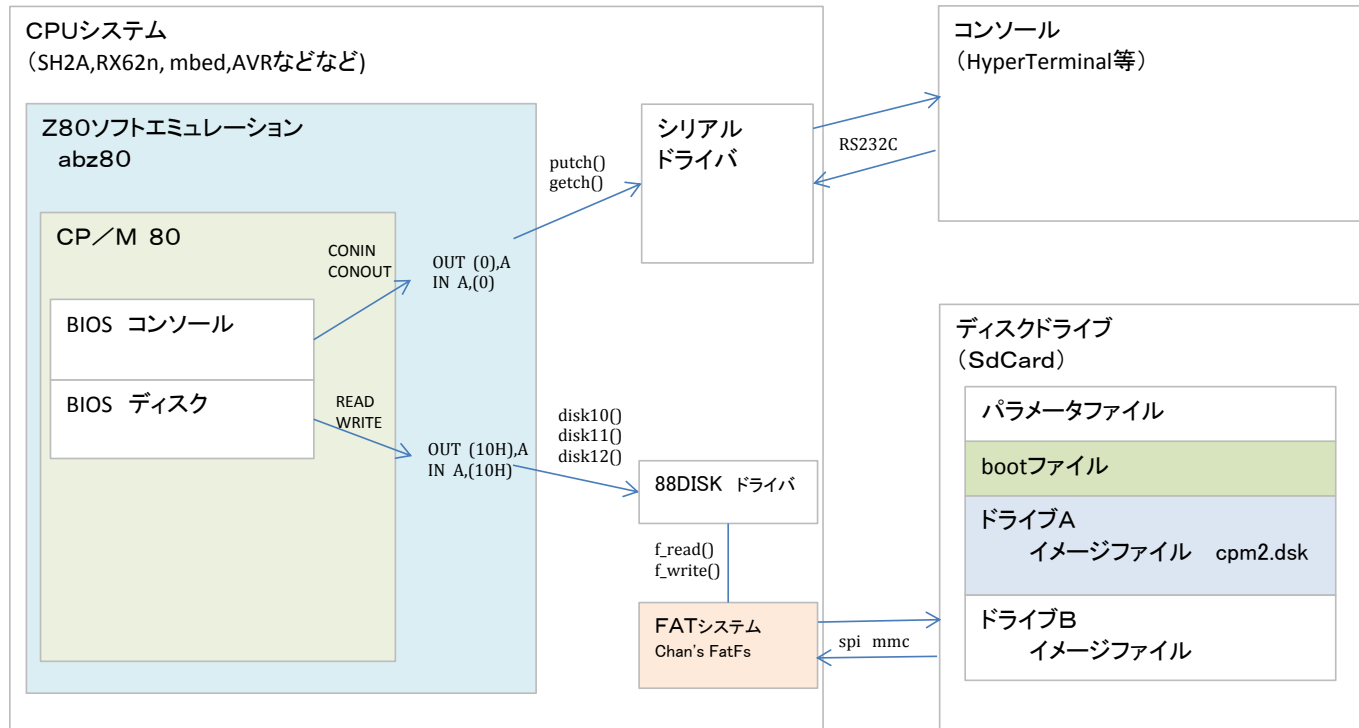 CPUシステム
（SH2A,RX62n, mbed,AVRなどなど)
Z80ソフトエミュレーション
abz80
CP／M 80
CONIN
CONOUT
OUT (0),A
IN A,(0)
BIOS コンソール
BIOS ディスク
READ
WRITE
OUT (10H),A
IN A,(10H)
putch()
getch()
シリアル
ドライバ
RS232C
コンソール
（HyperTerminal等）
disk10()
disk11()
disk12()
88DISK ドライバ
f_read()
f_write()
FATシステム
Chan's FatFs
spi mmc
ディスクドライブ
（SdCard）
パラメータファイル
bootファイル
ドライブA
イメージファイル cpm2.dsk
ドライブB
イメージファイル